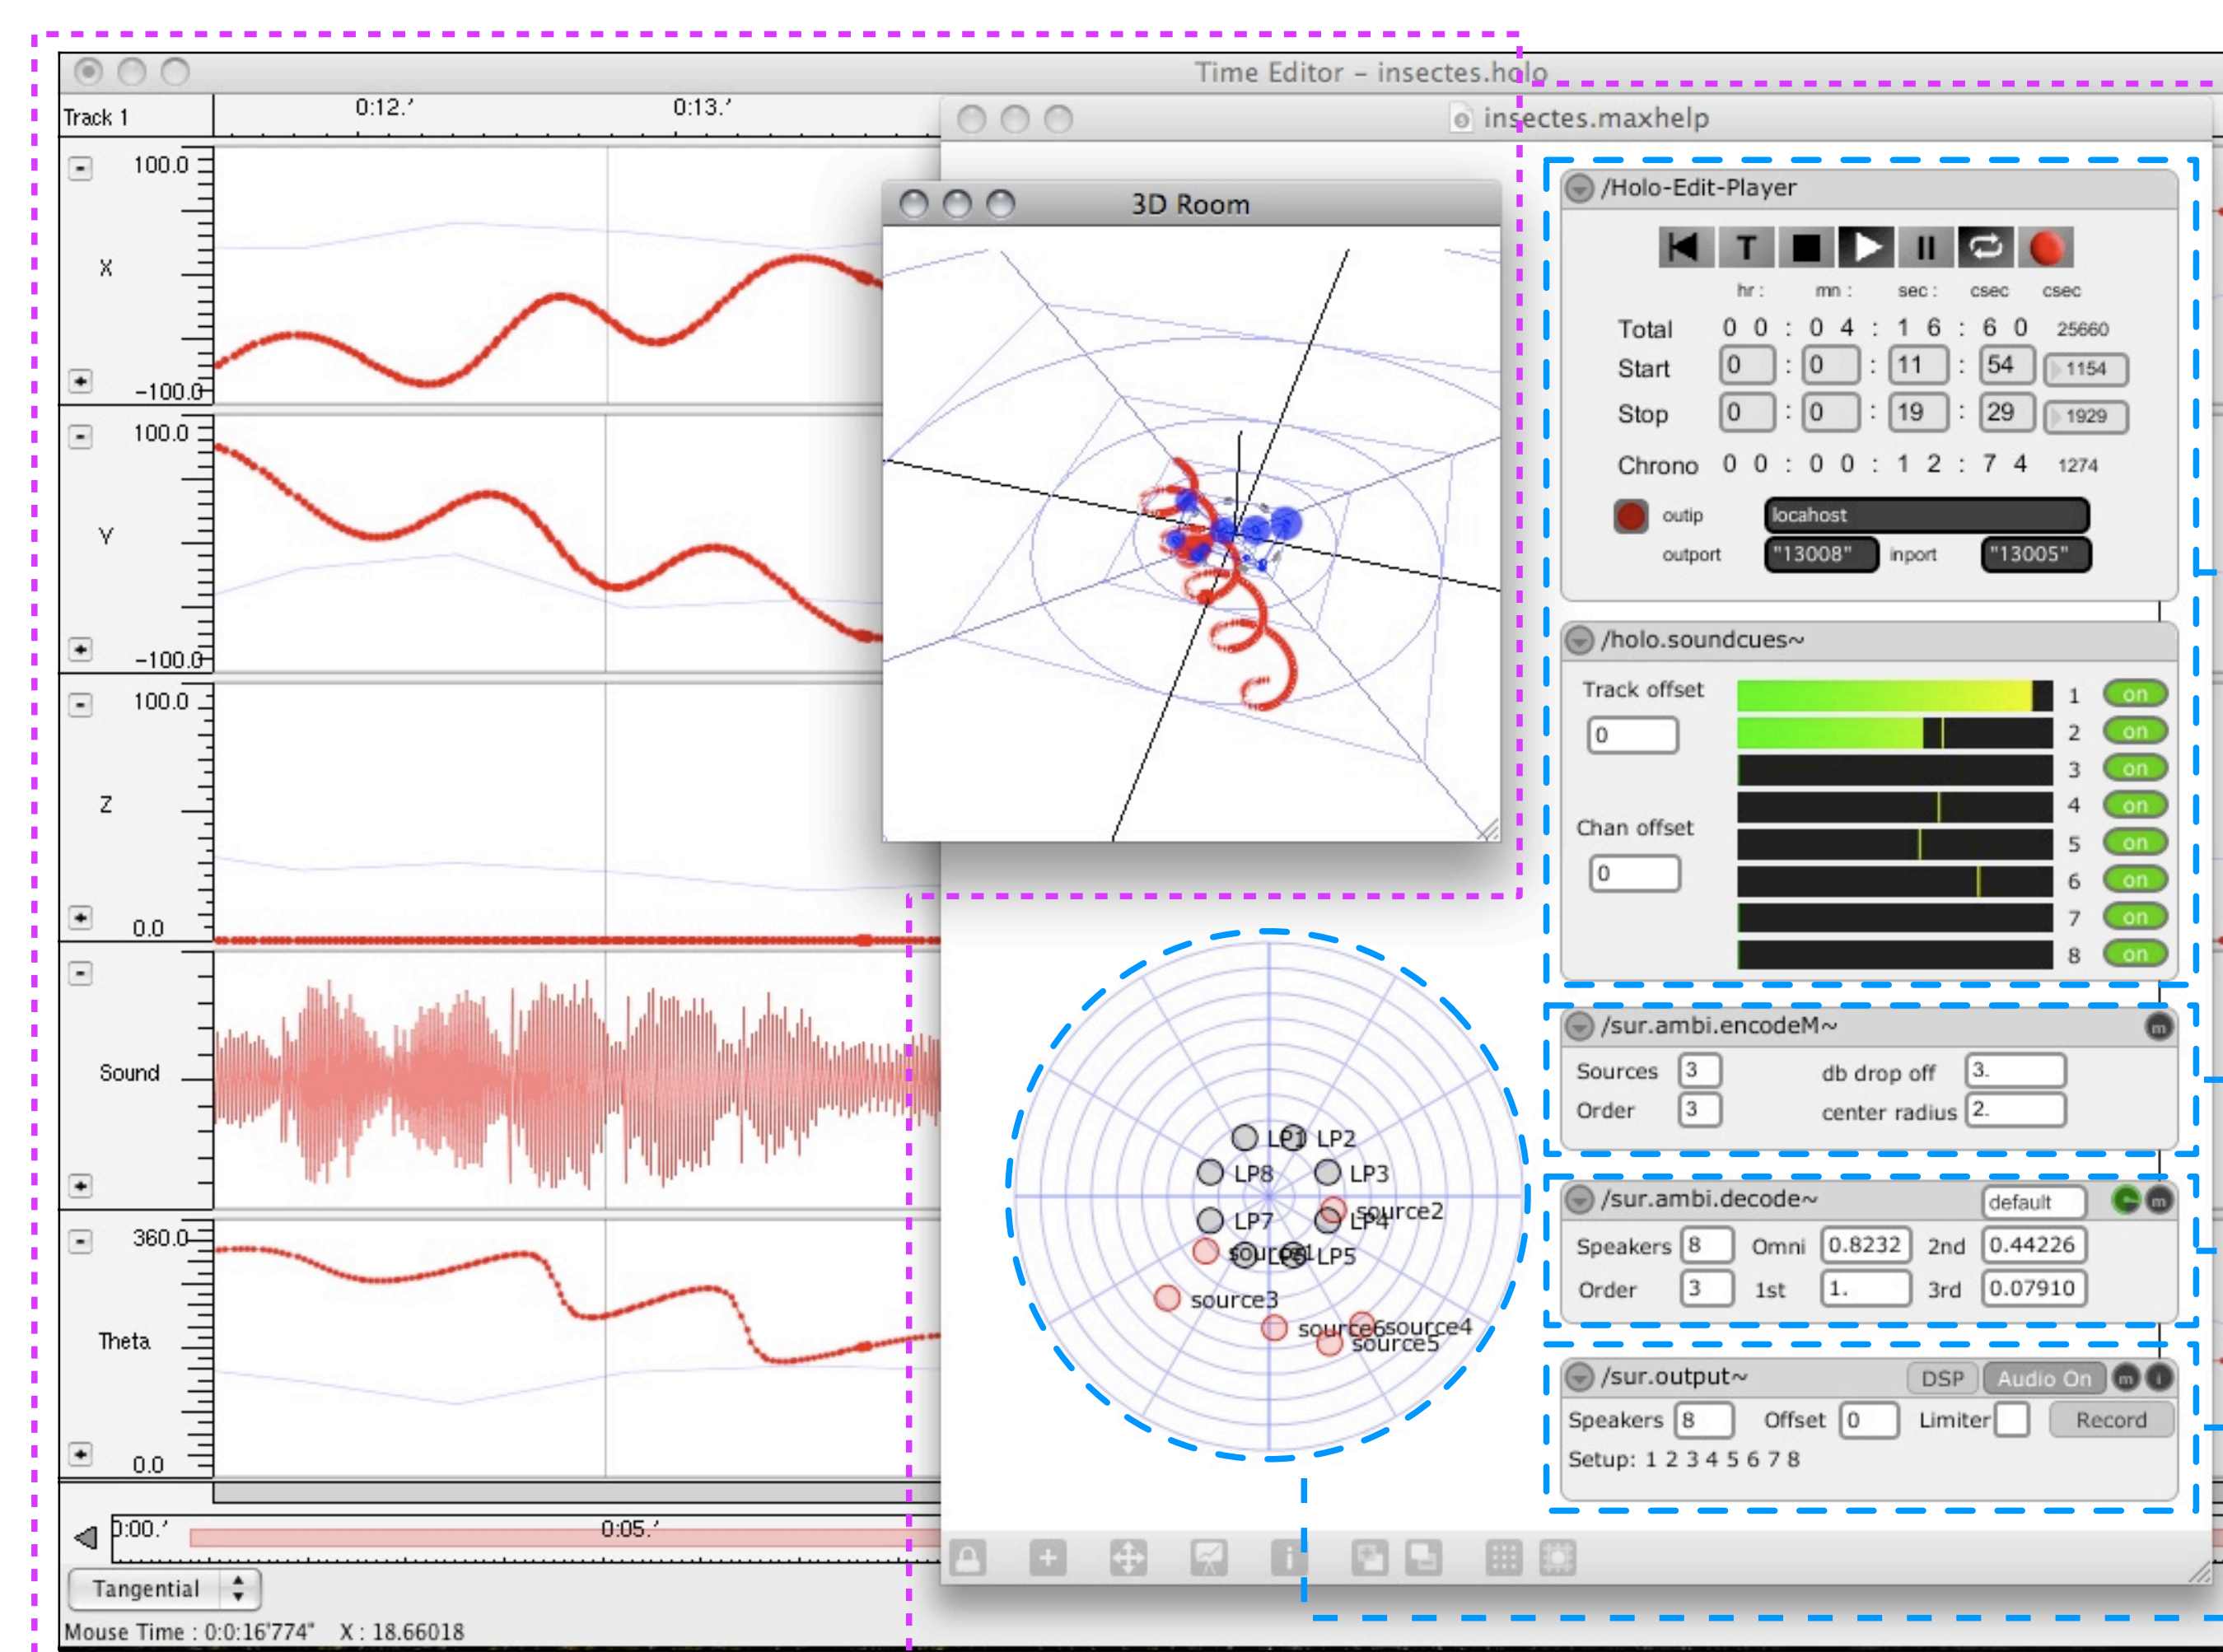 Time Editor – insectes.holo
Track 1
0:12.'
0:13.'
100.0
X
-100.0
100.0
Y
-100.0
100.0
Z
0.0
Sound
360.0
Theta
0.0
0:00.'
0:05.'
Tangential
Mouse Time : 0:0:16'774" X : 18.66018
insectes.maxhelp
3D Room
LP1 LP2
LP8 LP3
source2
LP7 LP4
source1 LP6 LP5
source3
source6 source4
source5
/Holo-Edit-Player
T
hr : mn : sec : csec csec
Total 0 0 : 0 4 : 1 6 : 6 0 25660
Start 0 : 0 : 11 : 54 1154
Stop 0 : 0 : 19 : 29 1929
Chrono 0 0 : 0 0 : 1 2 : 7 4 1274
outip locahost
outport "13008" inport "13005"
/holo.soundcues~
Track offset
0
Chan offset
0
1 on
2 on
3 on
4 on
5 on
6 on
7 on
8 on
/sur.ambi.encodeM~ m
Sources 3 db drop off 3.
Order 3 center radius 2.
/sur.ambi.decode~ default m
Speakers 8 Omni 0.8232 2nd 0.44226
Order 3 1st 1. 3rd 0.07910
/sur.output~ DSP Audio On m i
Speakers 8 Offset 0 Limiter Record
Setup: 1 2 3 4 5 6 7 8